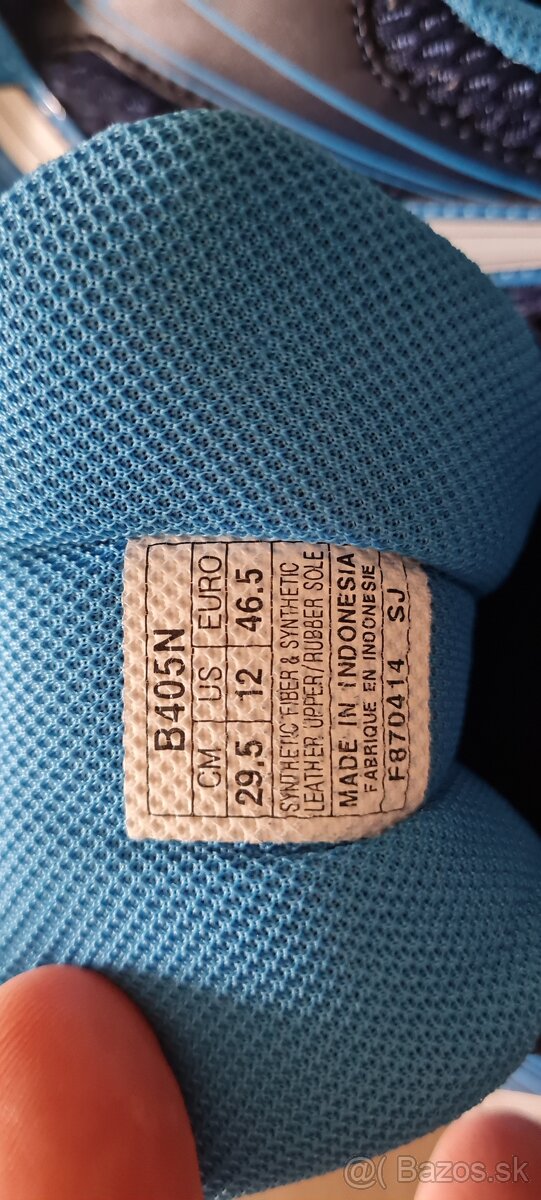 B405N
CM US EURO
29.5 12 46.5
SYNTHETIC FIBER & SYNTHETIC
LEATHER UPPER/RUBBER SOLE
MADE IN INDONESIA
FABRIQUE EN INDONESIE
F870414 SJ
@( Bazos.sk